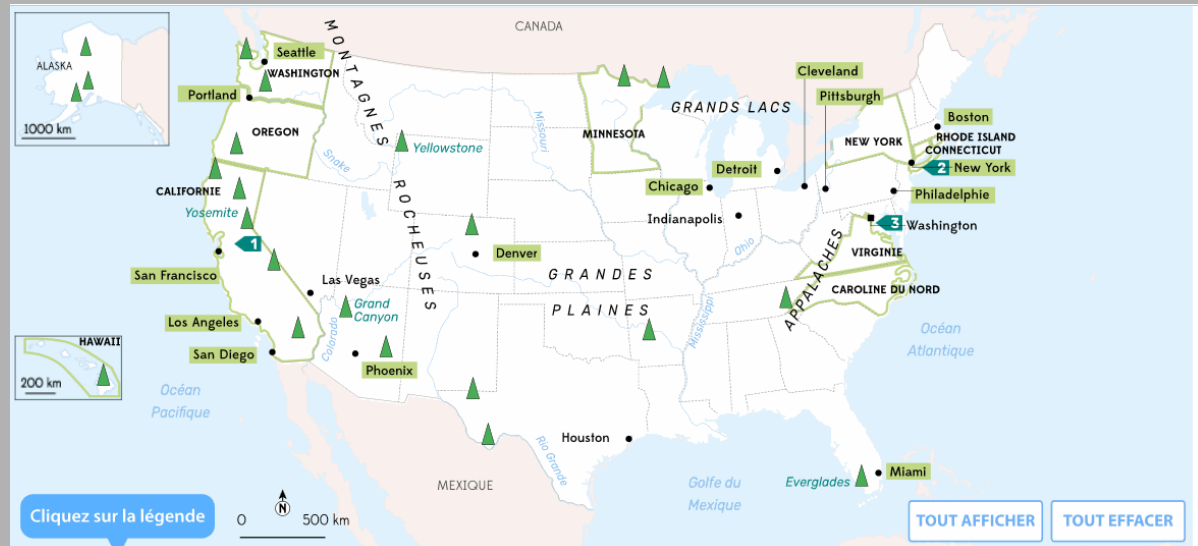 CANADA
ALASKA
1000 km
MONTAGNES
ROCHEUSES
Seattle
WASHINGTON
Portland
OREGON
CALIFORNIE
Yosemite
1
San Francisco
Las Vegas
Los Angeles
San Diego
HAWAII
200 km
Océan
Pacifique
Snake
Missouri
Yellowstone
Denver
Grand
Canyon
Colorado
Phoenix
MINNESOTA
GRANDS LACS
Cleveland
Pittsburgh
Boston
NEW YORK
RHODE ISLAND
CONNECTICUT
2
New York
Detroit
Chicago
Philadelphie
Indianapolis
3
Washington
Ohio
VIRGINIE
APPALACHES
CAROLINE DU NORD
GRANDES
PLAINES
Mississippi
Océan
Atlantique
Houston
Rio Grande
MEXIQUE
Golfe du
Mexique
Everglades
Miami
Cliquez sur la légende
N
0
500 km
TOUT AFFICHER
TOUT EFFACER